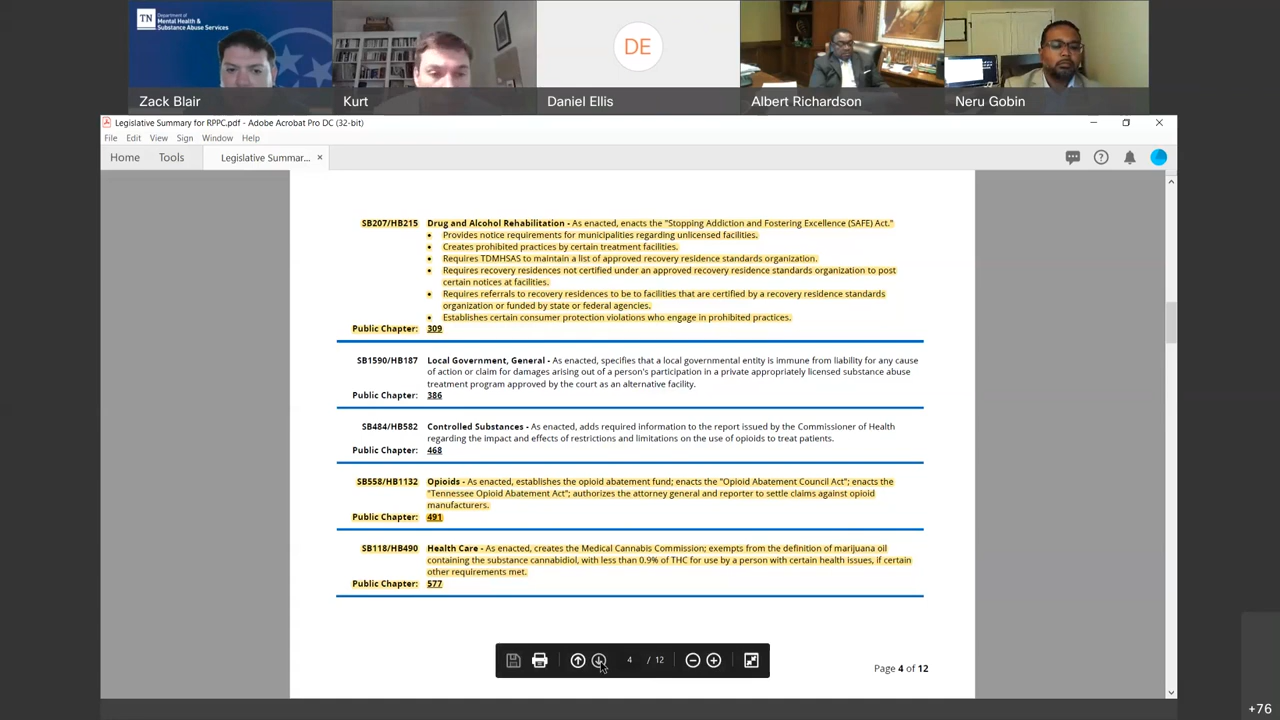 TN
Department of
Mental Health &
Substance Abuse Services
Zack Blair
Kurt
DE
Daniel Ellis
Albert Richardson
Neru Gobin
Legislative Summary for RPPC.pdf - Adobe Acrobat Pro DC (32-bit)
File Edit View Sign Window Help
Home Tools Legislative Summar... ×
SB207/HB215 Drug and Alcohol Rehabilitation - As enacted, enacts the "Stopping Addiction and Fostering Excellence (SAFE) Act."
• Provides notice requirements for municipalities regarding unlicensed facilities.
• Creates prohibited practices by certain treatment facilities.
• Requires TDMHSAS to maintain a list of approved recovery residence standards organization.
• Requires recovery residences not certified under an approved recovery residence standards organization to post
certain notices at facilities.
• Requires referrals to recovery residences to be to facilities that are certified by a recovery residence standards
organization or funded by state or federal agencies.
• Establishes certain consumer protection violations who engage in prohibited practices.
Public Chapter: 309
SB1590/HB187 Local Government, General - As enacted, specifies that a local governmental entity is immune from liability for any cause
of action or claim for damages arising out of a person's participation in a private appropriately licensed substance abuse
treatment program approved by the court as an alternative facility.
Public Chapter: 386
SB484/HB582 Controlled Substances - As enacted, adds required information to the report issued by the Commissioner of Health
regarding the impact and effects of restrictions and limitations on the use of opioids to treat patients.
Public Chapter: 468
SB558/HB1132 Opioids - As enacted, establishes the opioid abatement fund; enacts the "Opioid Abatement Council Act"; enacts the
"Tennessee Opioid Abatement Act"; authorizes the attorney general and reporter to settle claims against opioid
manufacturers.
Public Chapter: 491
SB118/HB490 Health Care - As enacted, creates the Medical Cannabis Commission; exempts from the definition of marijuana oil
containing the substance cannabidiol, with less than 0.9% of THC for use by a person with certain health issues, if certain
other requirements met.
Public Chapter: 577
4 / 12
Page 4 of 12
+76